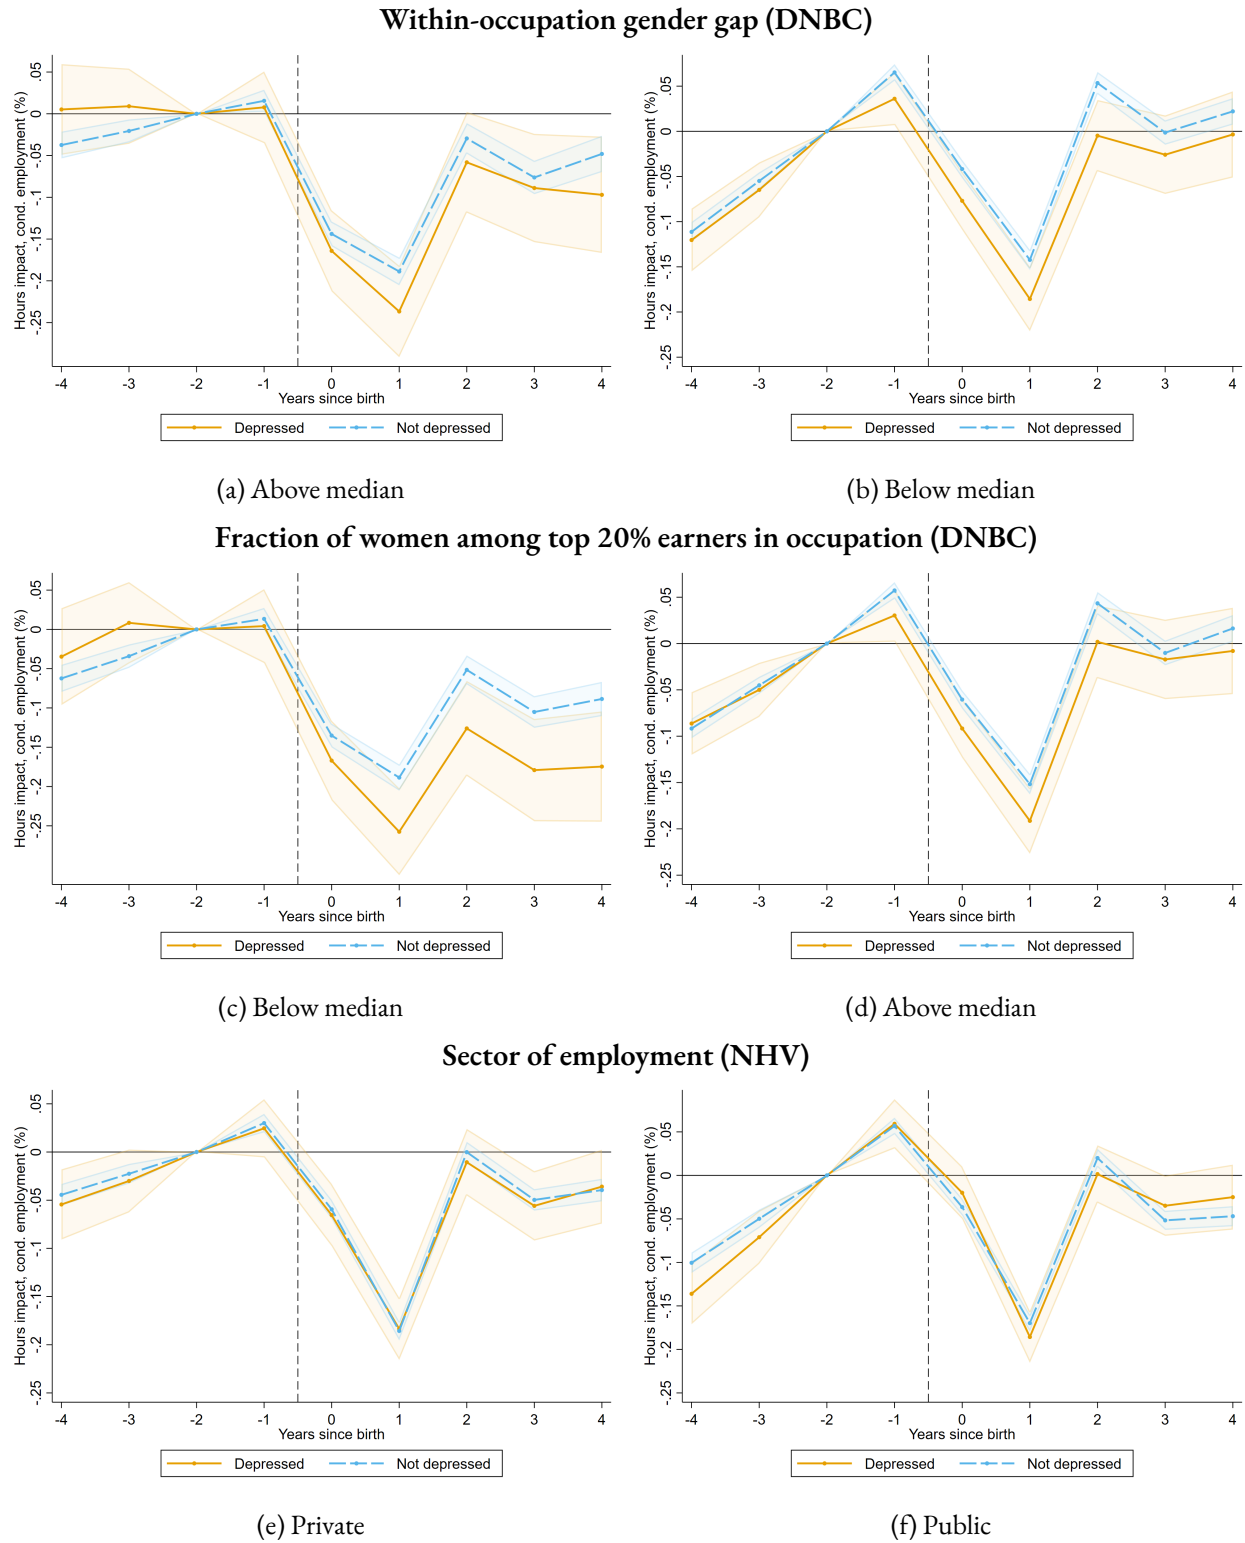 Within-occupation gender gap (DNBC)
Hours impact, cond. employment (%)
.05
0
-.05
-.1
-.15
-.2
-.25
-4 -3 -2 -1 0 1 2 3 4
Years since birth
Depressed Not depressed
(a) Above median
Hours impact, cond. employment (%)
.05
0
-.05
-.1
-.15
-.2
-.25
-4 -3 -2 -1 0 1 2 3 4
Years since birth
Depressed Not depressed
(b) Below median
Fraction of women among top 20% earners in occupation (DNBC)
Hours impact, cond. employment (%)
.05
0
-.05
-.1
-.15
-.2
-.25
-4 -3 -2 -1 0 1 2 3 4
Years since birth
Depressed Not depressed
(c) Below median
Hours impact, cond. employment (%)
.05
0
-.05
-.1
-.15
-.2
-.25
-4 -3 -2 -1 0 1 2 3 4
Years since birth
Depressed Not depressed
(d) Above median
Sector of employment (NHV)
Hours impact, cond. employment (%)
.05
0
-.05
-.1
-.15
-.2
-.25
-4 -3 -2 -1 0 1 2 3 4
Years since birth
Depressed Not depressed
(e) Private
Hours impact, cond. employment (%)
.05
0
-.05
-.1
-.15
-.2
-.25
-4 -3 -2 -1 0 1 2 3 4
Years since birth
Depressed Not depressed
(f) Public